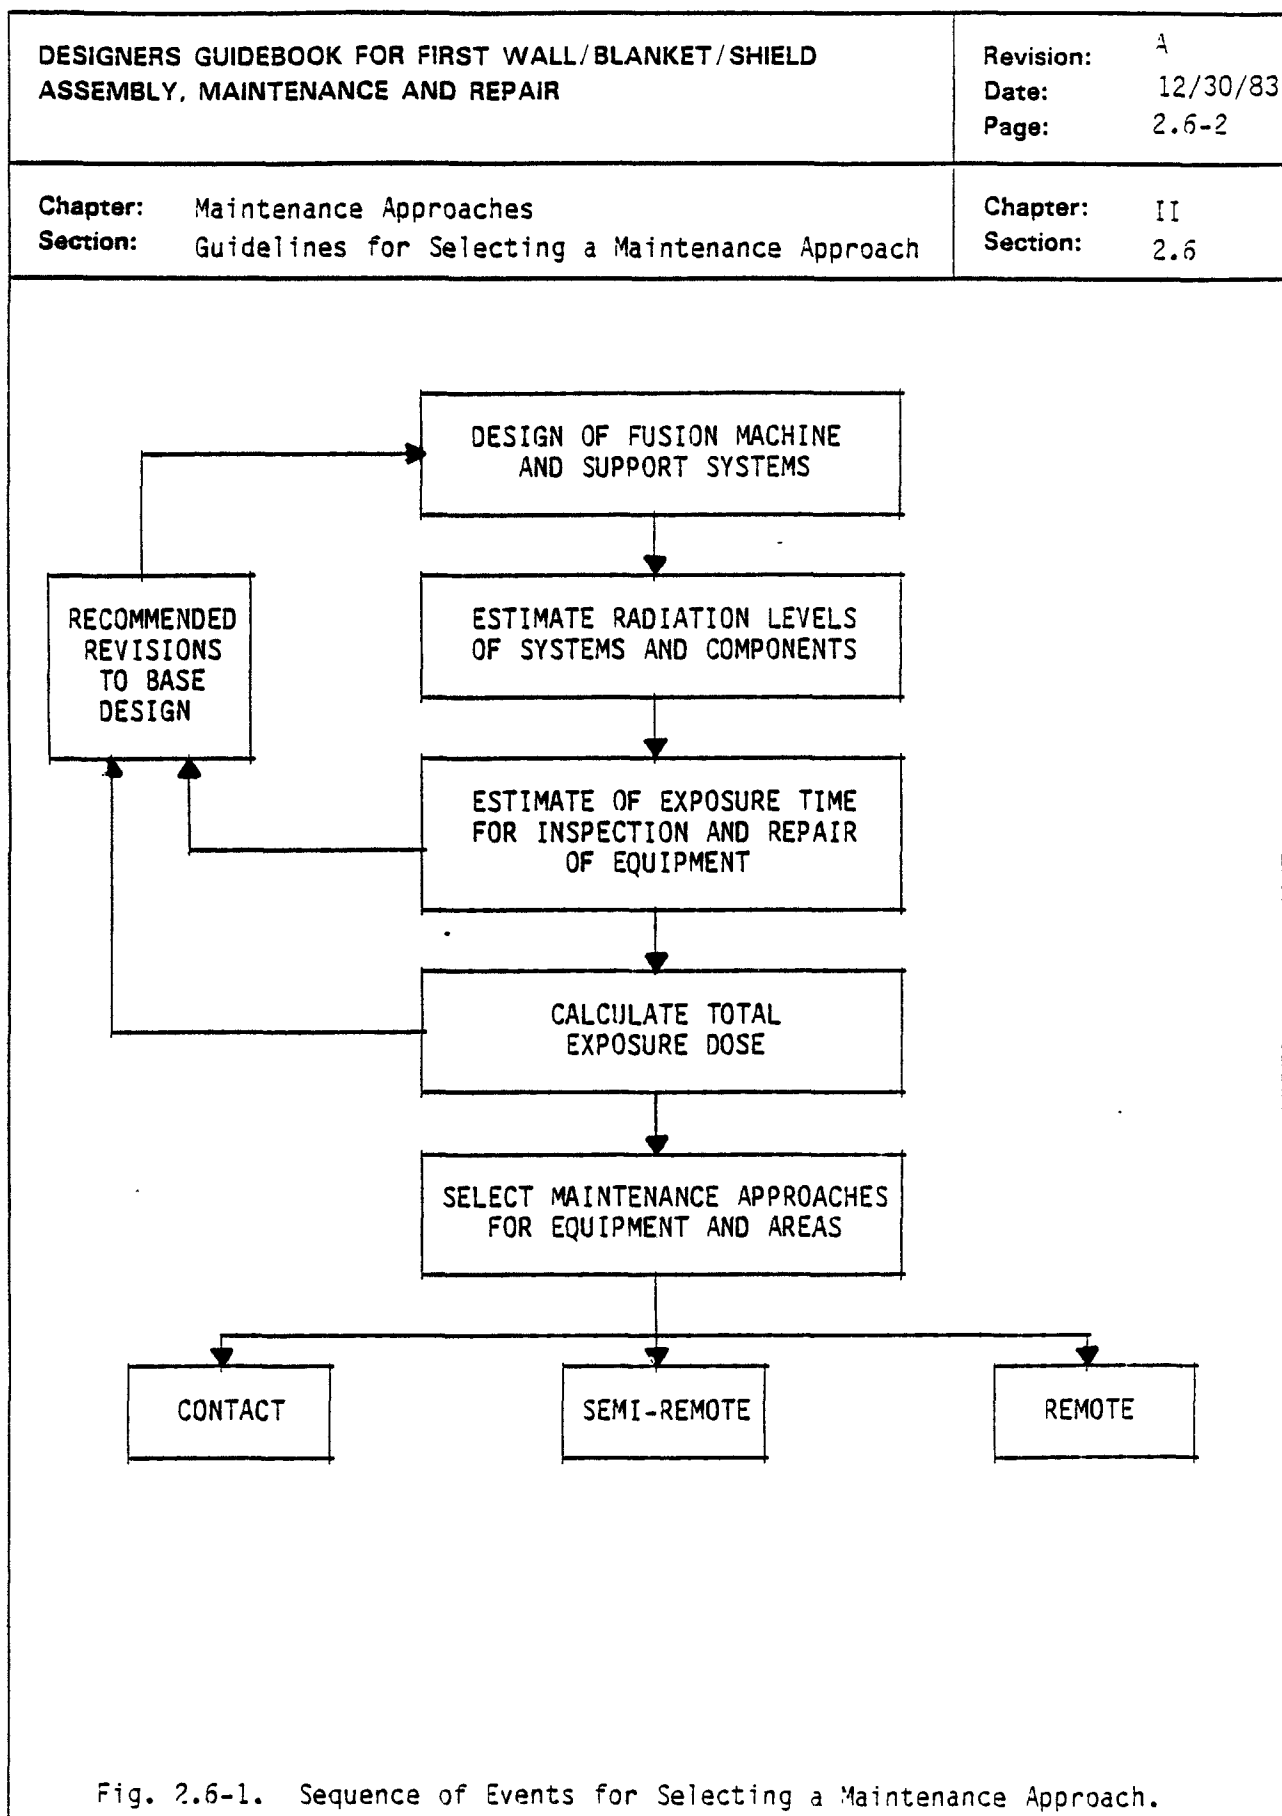 DESIGNERS GUIDEBOOK FOR FIRST WALL/BLANKET/SHIELD
ASSEMBLY, MAINTENANCE AND REPAIR
Revision: A
Date: 12/30/83
Page: 2.6-2
Chapter: Maintenance Approaches
Section: Guidelines for Selecting a Maintenance Approach
Chapter: II
Section: 2.6
DESIGN OF FUSION MACHINE
AND SUPPORT SYSTEMS
RECOMMENDED
REVISIONS
TO BASE
DESIGN
ESTIMATE RADIATION LEVELS
OF SYSTEMS AND COMPONENTS
ESTIMATE OF EXPOSURE TIME
FOR INSPECTION AND REPAIR
OF EQUIPMENT
CALCULATE TOTAL
EXPOSURE DOSE
SELECT MAINTENANCE APPROACHES
FOR EQUIPMENT AND AREAS
CONTACT
SEMI-REMOTE
REMOTE
Fig. 2.6-1. Sequence of Events for Selecting a Maintenance Approach.